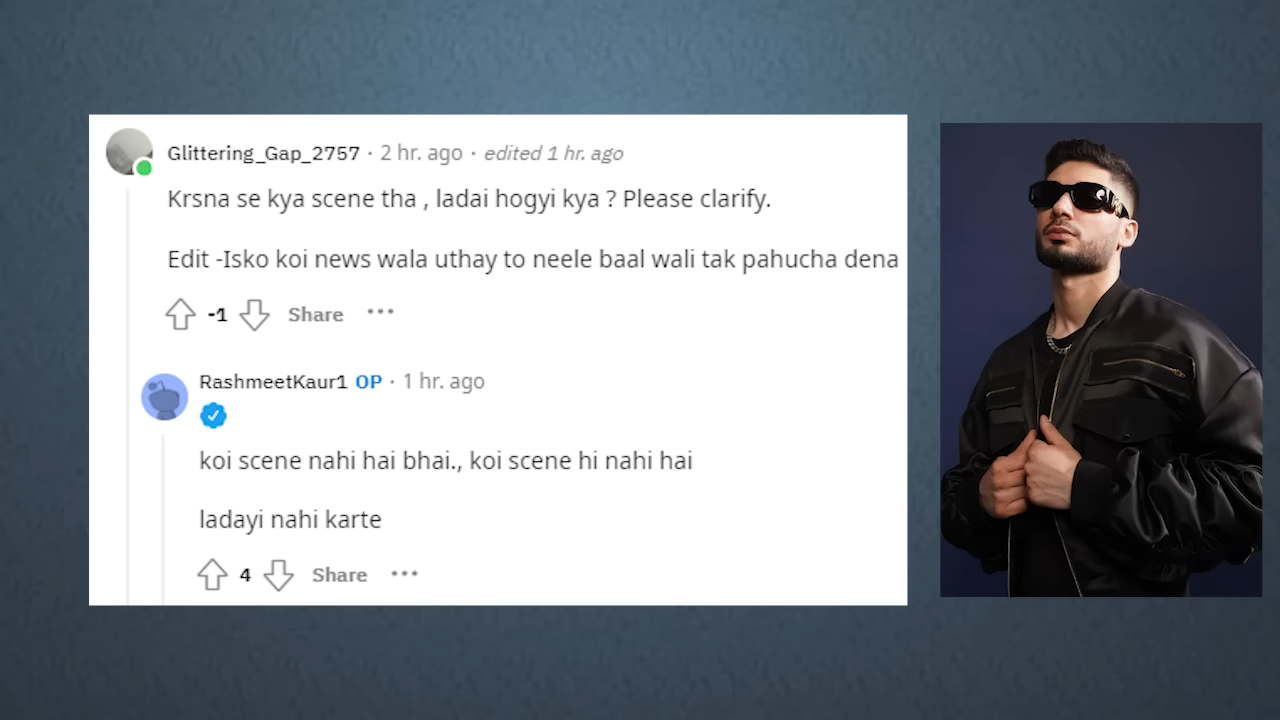 Glittering_Gap_2757 · 2 hr. ago · edited 1 hr. ago
Krsna se kya scene tha , ladai hogyi kya ? Please clarify.
Edit -Isko koi news wala uthay to neele baal wali tak pahucha dena
-1 Share ···
RashmeetKaur1 OP · 1 hr. ago
koi scene nahi hai bhai., koi scene hi nahi hai
ladayi nahi karte
4 Share ···